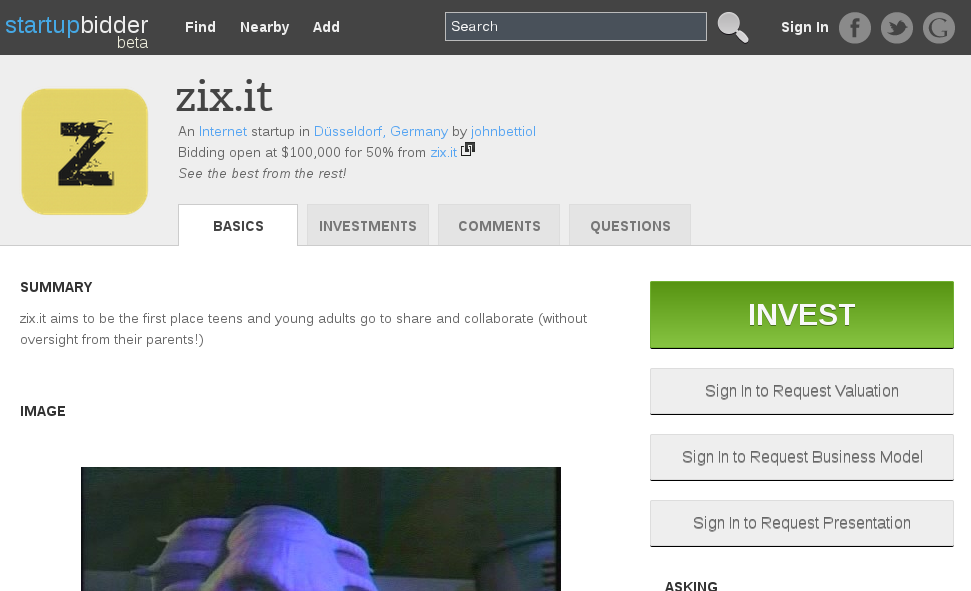 startupbidder
beta
Find Nearby Add
Search
Sign In
zix.it
An Internet startup in Düsseldorf, Germany by johnbettiol
Bidding open at $100,000 for 50% from zix.it
See the best from the rest!
BASICS INVESTMENTS COMMENTS QUESTIONS
SUMMARY
zix.it aims to be the first place teens and young adults go to share and collaborate (without
oversight from their parents!)
IMAGE
INVEST
Sign In to Request Valuation
Sign In to Request Business Model
Sign In to Request Presentation
ASKING